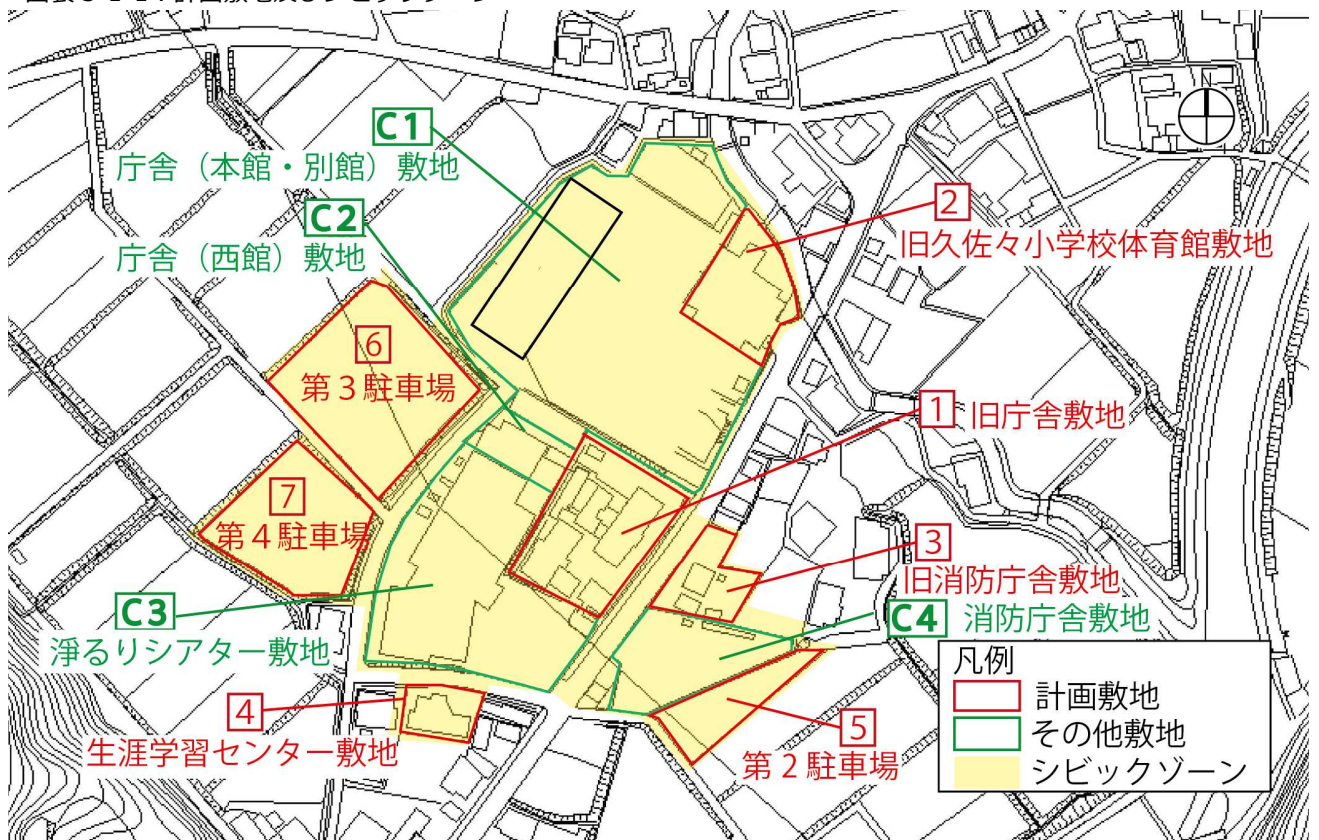 C1
庁舎（本館・別館）敷地
C2
庁舎（西館）敷地
2
旧久佐々小学校体育館敷地
6
第3駐車場
1 旧庁舎敷地
7
第4駐車場
3
旧消防庁舎敷地
C3
浄るりシアター敷地
C4 消防庁舎敷地
4
生涯学習センター敷地
5
第2駐車場
凡例
計画敷地
その他敷地
シビックゾーン